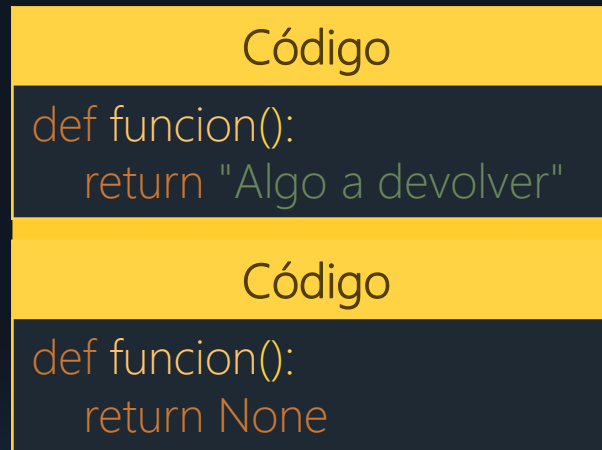 Código
def funcion():
return "Algo a devolver"
Código
def funcion():
return None